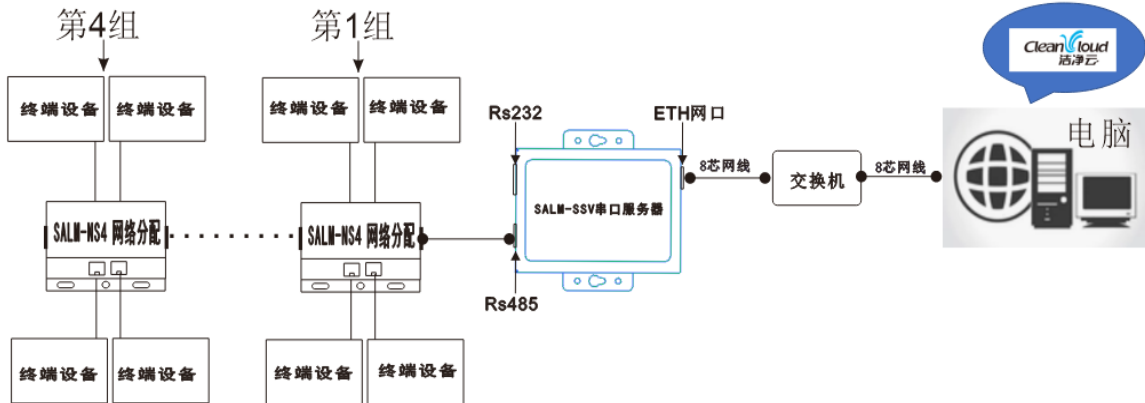 第4组
第1组
CleanCloud
洁净云
终端设备
终端设备
终端设备
终端设备
Rs232
ETH网口
电脑
8芯网线
8芯网线
交换机
SALM-SSV串口服务器
SALM-NS4 网络分配
SALM-NS4 网络分配
Rs485
终端设备
终端设备
终端设备
终端设备